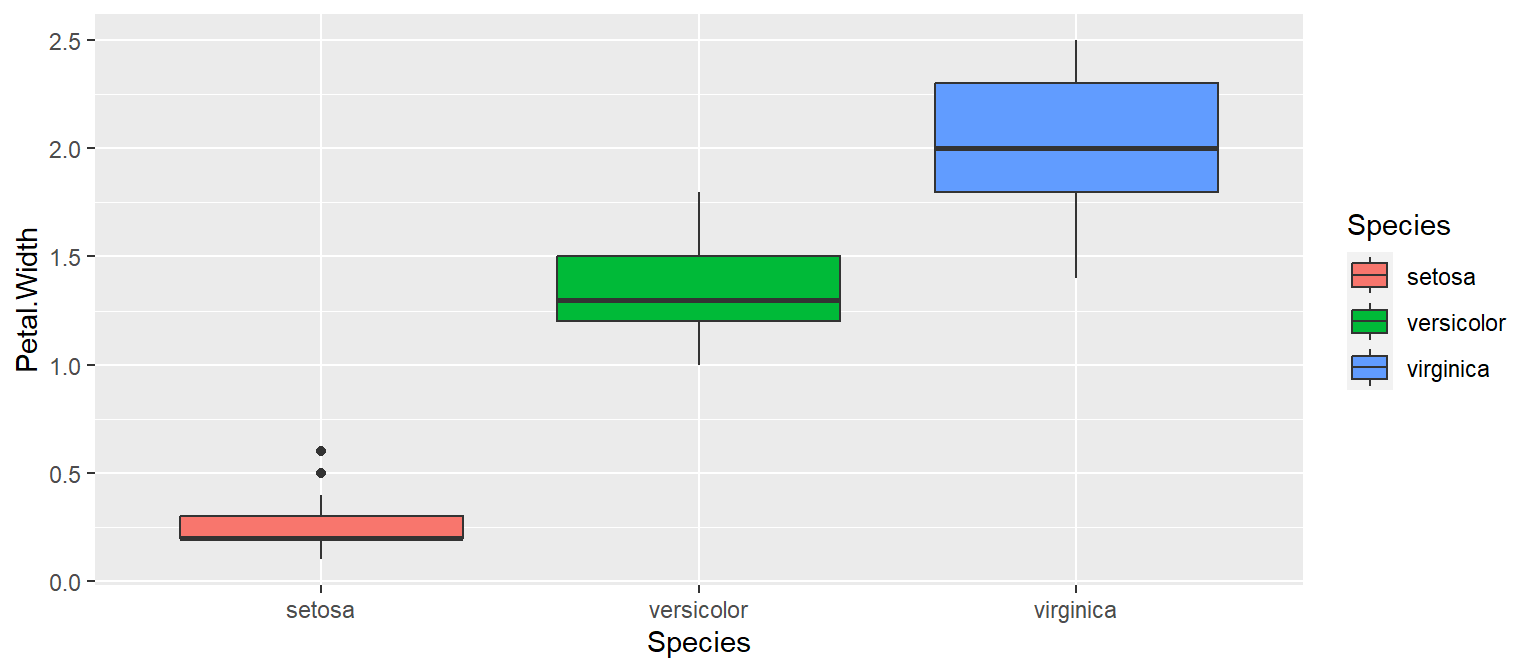 2.5
2.0
1.5
1.0
0.5
0.0
Petal.Width
setosa versicolor virginica
Species
Species
setosa
versicolor
virginica